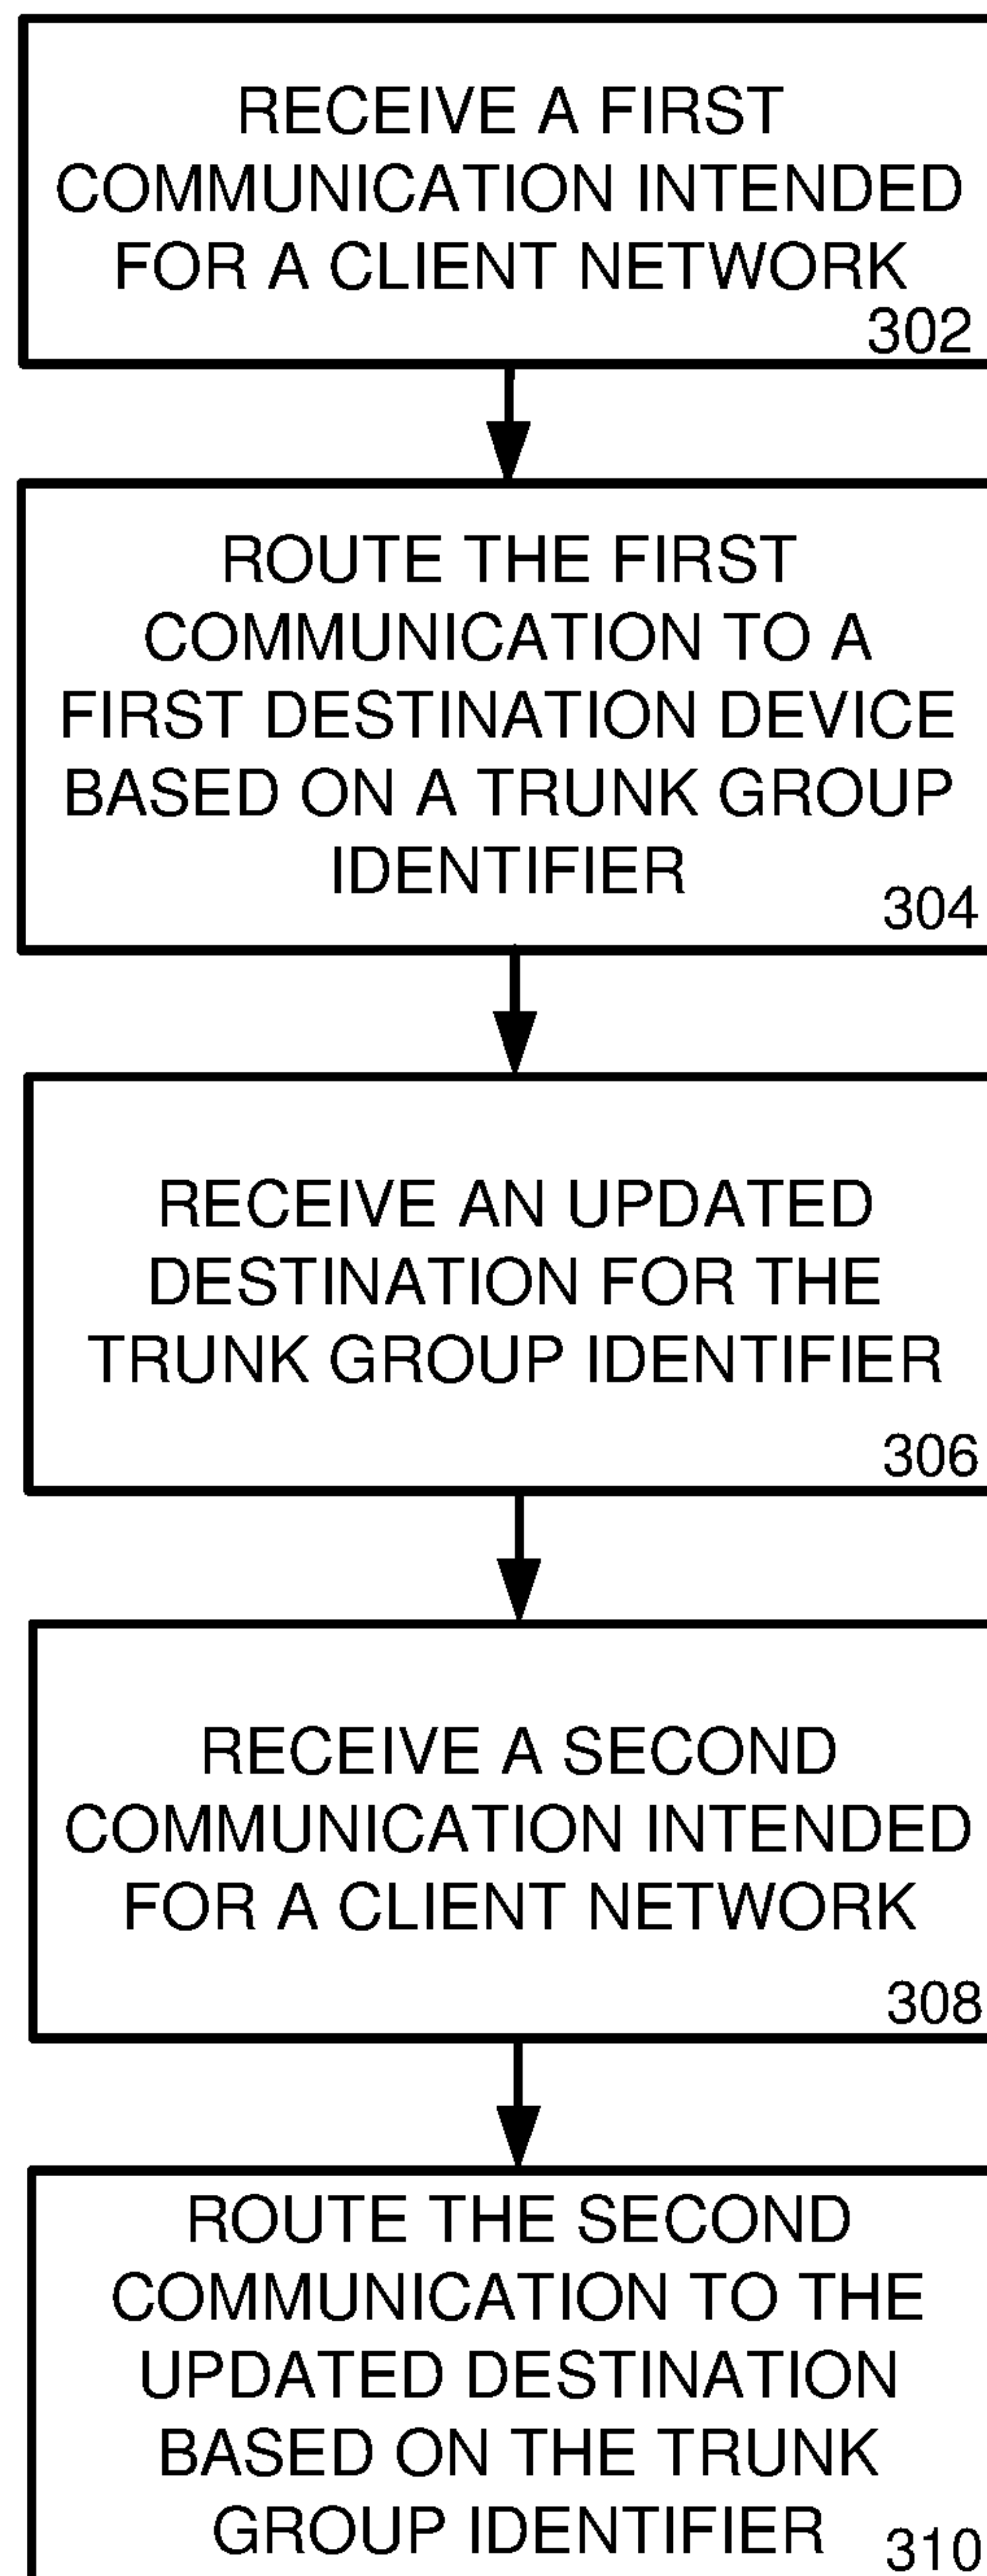 RECEIVE A FIRST
COMMUNICATION INTENDED
FOR A CLIENT NETWORK
302
ROUTE THE FIRST
COMMUNICATION TO A
FIRST DESTINATION DEVICE
BASED ON A TRUNK GROUP
IDENTIFIER
304
RECEIVE AN UPDATED
DESTINATION FOR THE
TRUNK GROUP IDENTIFIER
306
RECEIVE A SECOND
COMMUNICATION INTENDED
FOR A CLIENT NETWORK
308
ROUTE THE SECOND
COMMUNICATION TO THE
UPDATED DESTINATION
BASED ON THE TRUNK
GROUP IDENTIFIER
310